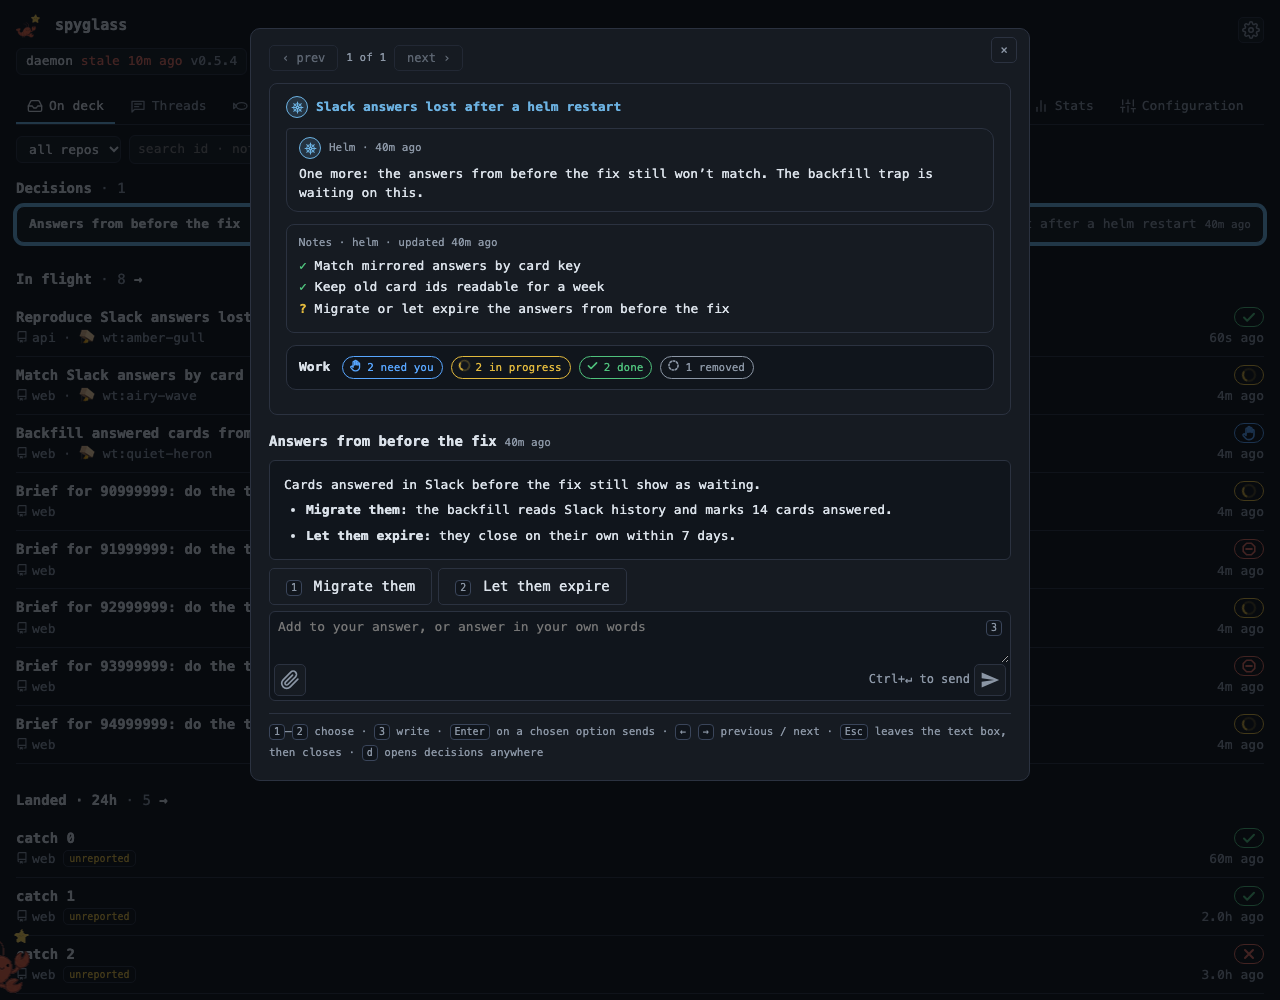 spyglass
daemon stale 10m ago v0.5.4
On deck
Threads
Stats
Configuration
all repos
search id · no
Decisions · 1
Answers from before the fix
after a helm restart 40m ago
In flight · 8 →
Reproduce Slack answers lost
api · wt:amber-gull
60s ago
Match Slack answers by card
web · wt:airy-wave
4m ago
Backfill answered cards from
web · wt:quiet-heron
4m ago
Brief for 90999999: do the t
web
4m ago
Brief for 91999999: do the t
web
4m ago
Brief for 92999999: do the t
web
4m ago
Brief for 93999999: do the t
web
4m ago
Brief for 94999999: do the t
web
4m ago
Landed · 24h · 5 →
catch 0
web unreported
60m ago
catch 1
web unreported
2.0h ago
catch 2
web unreported
3.0h ago
‹ prev 1 of 1 next ›
×
Slack answers lost after a helm restart
Helm · 40m ago
One more: the answers from before the fix still won’t match. The backfill trap is
waiting on this.
Notes · helm · updated 40m ago
✓ Match mirrored answers by card key
✓ Keep old card ids readable for a week
? Migrate or let expire the answers from before the fix
Work 2 need you 2 in progress 2 done 1 removed
Answers from before the fix 40m ago
Cards answered in Slack before the fix still show as waiting.
• Migrate them: the backfill reads Slack history and marks 14 cards answered.
• Let them expire: they close on their own within 7 days.
1 Migrate them
2 Let them expire
Add to your answer, or answer in your own words
3
Ctrl+↵ to send
1–2 choose · 3 write · Enter on a chosen option sends · ← → previous / next · Esc leaves the text box,
then closes · d opens decisions anywhere